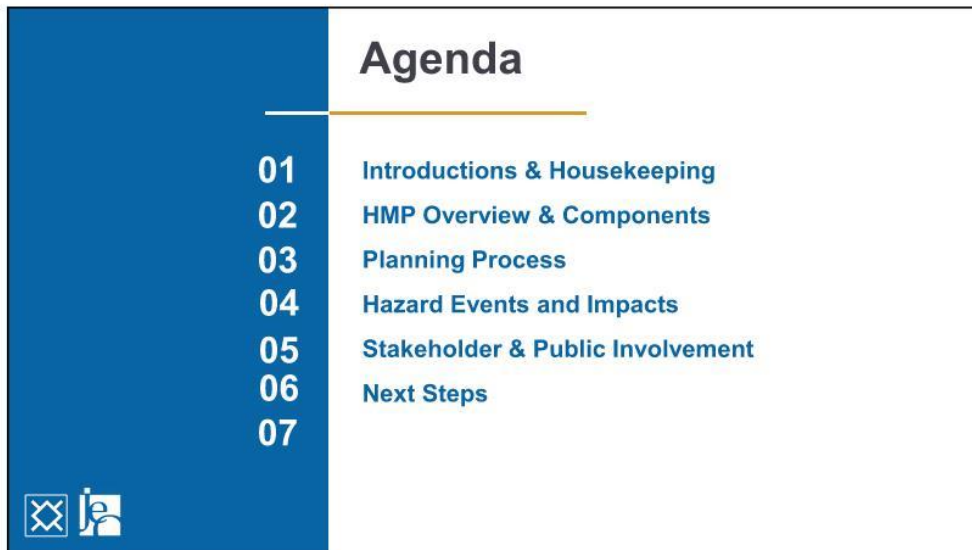 Agenda
01 Introductions & Housekeeping
02 HMP Overview & Components
03 Planning Process
04 Hazard Events and Impacts
05 Stakeholder & Public Involvement
06 Next Steps
07
jeo